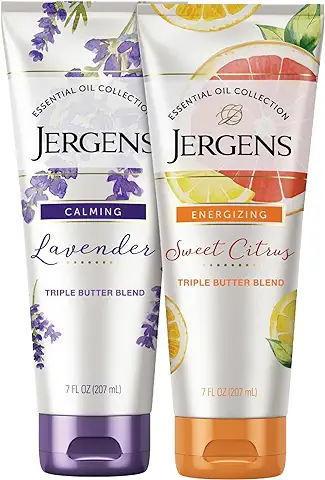 ESSENTIAL OIL COLLECTION
JERGENS
CALMING
Lavender
TRIPLE BUTTER BLEND
7 FL OZ (207 mL)
ESSENTIAL OIL COLLECTION
JERGENS
ENERGIZING
Sweet Citrus
TRIPLE BUTTER BLEND
7 FL OZ (207 mL)